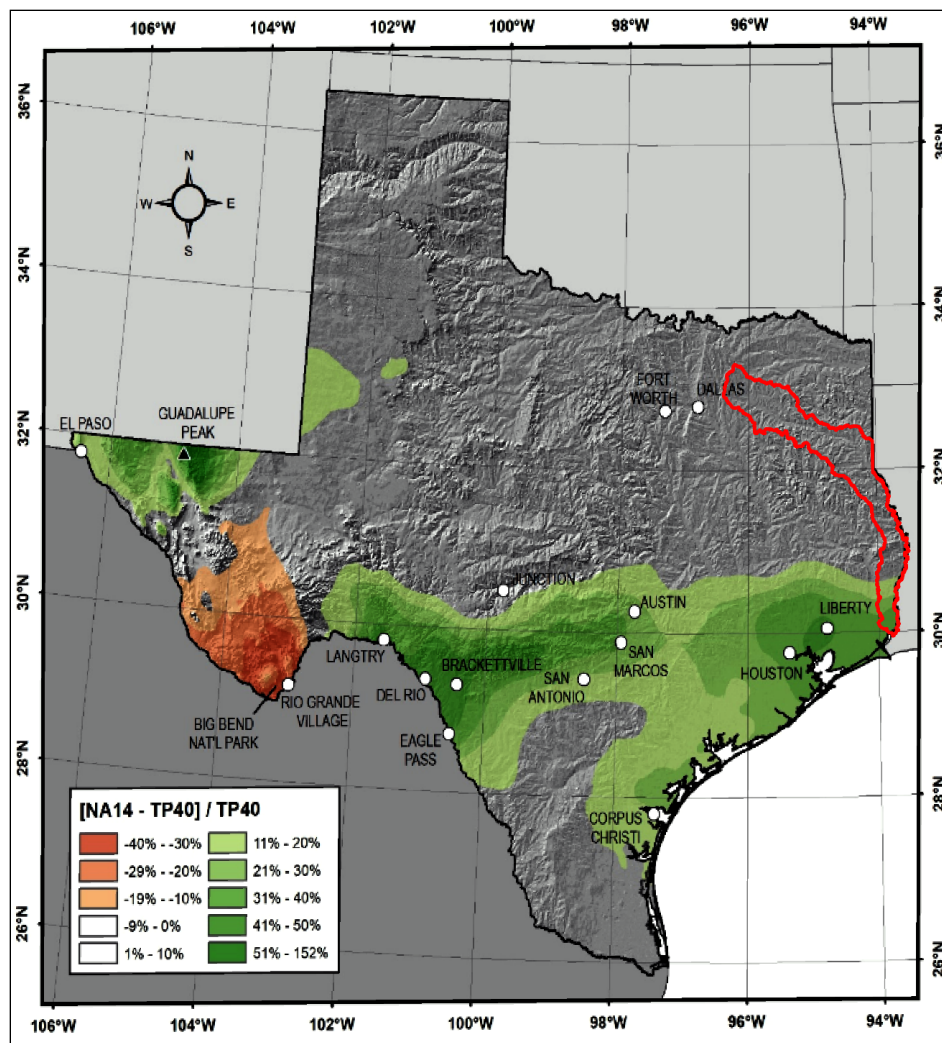 106°W 104°W 102°W 100°W 98°W 96°W 94°W
36°N
36°N
N
W E
S
34°N
34°N
FORT
WORTH
DALLAS
EL PASO
GUADALUPE
PEAK
32°N
32°N
JUNCTION
30°N
AUSTIN
LIBERTY
30°N
LANGTRY
BRACKETTVILLE
SAN
MARCOS
DEL RIO
SAN
ANTONIO
HOUSTON
RIO GRANDE
VILLAGE
BIG BEND
NAT'L PARK
EAGLE
PASS
28°N
28°N
CORPUS
CHRISTI
[NA14 - TP40] / TP40
-40% - -30% 11% - 20%
-29% - -20% 21% - 30%
-19% - -10% 31% - 40%
-9% - 0% 41% - 50%
1% - 10% 51% - 152%
26°N
26°N
106°W 104°W 102°W 100°W 98°W 96°W 94°W